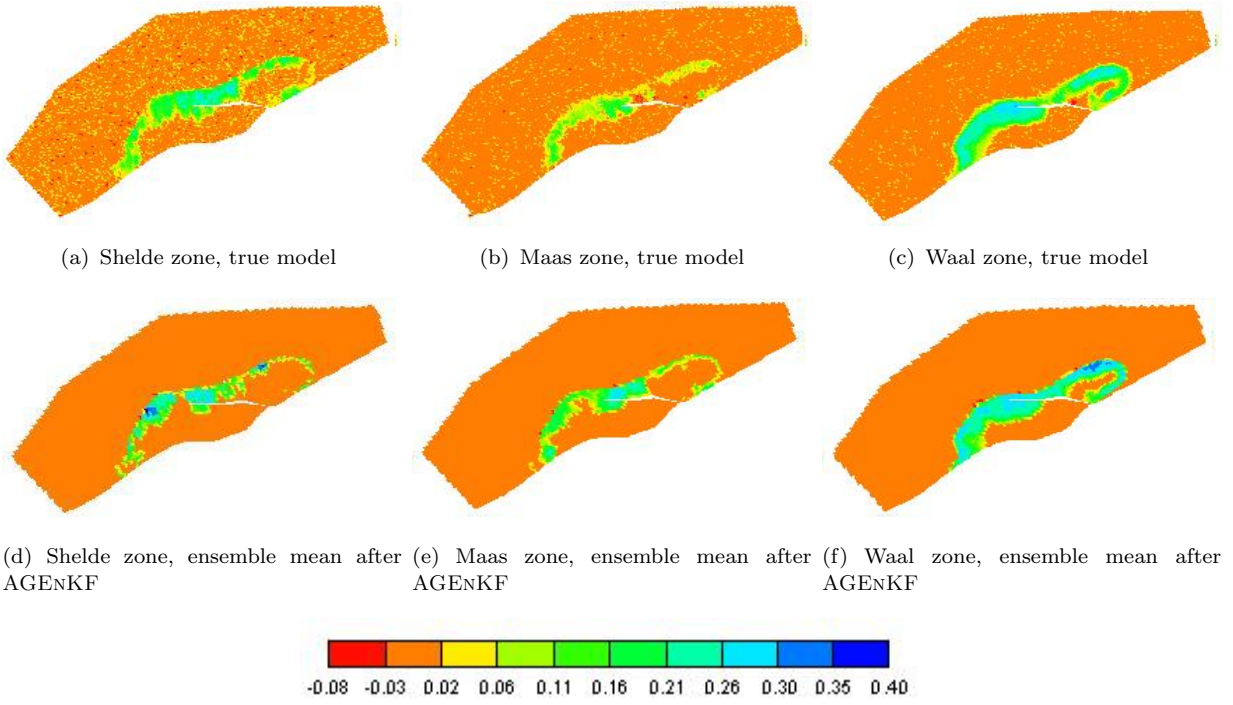 (a) Shelde zone, true model
(b) Maas zone, true model
(c) Waal zone, true model
(d) Shelde zone, ensemble mean after
AGENKF
(e) Maas zone, ensemble mean after
AGENKF
(f) Waal zone, ensemble mean after
AGENKF
-0.08 -0.03 0.02 0.06 0.11 0.16 0.21 0.26 0.30 0.35 0.40